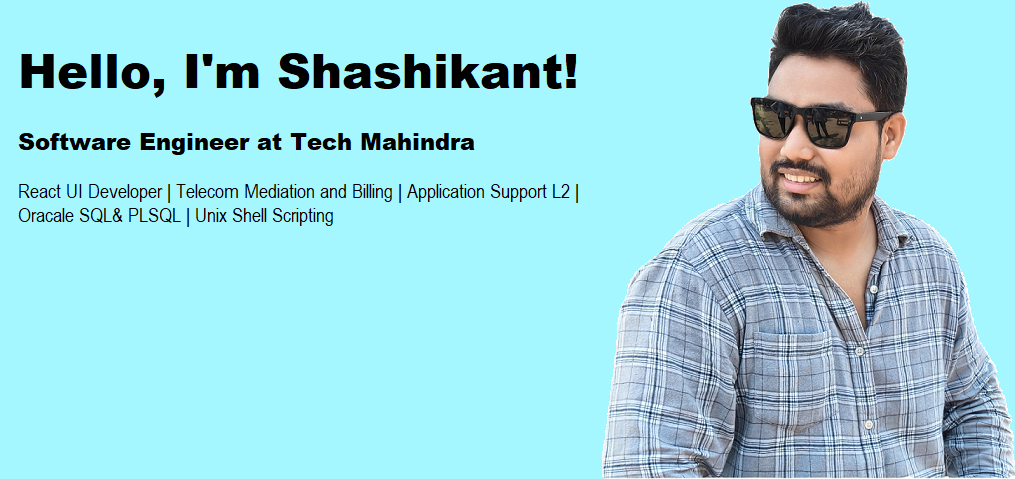 Hello, I'm Shashikant!
Software Engineer at Tech Mahindra
React UI Developer | Telecom Mediation and Billing | Application Support L2 |
Oracale SQL& PLSQL | Unix Shell Scripting